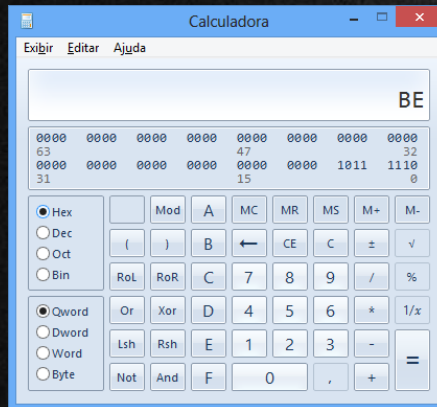 Calculadora
Exibir Editar Ajuda
BE
0000 0000 0000 0000 0000 0000 0000 0000
63 47 32
0000 0000 0000 0000 0000 0000 1011 1110
31 15 0
Hex Mod A MC MR MS M+ M-
Dec ( ) B ← CE C ± √
Oct
Bin RoL RoR C 7 8 9 / %
Qword Or Xor D 4 5 6 * 1/x
Dword
Word Lsh Rsh E 1 2 3 - =
Byte Not And F 0 , +